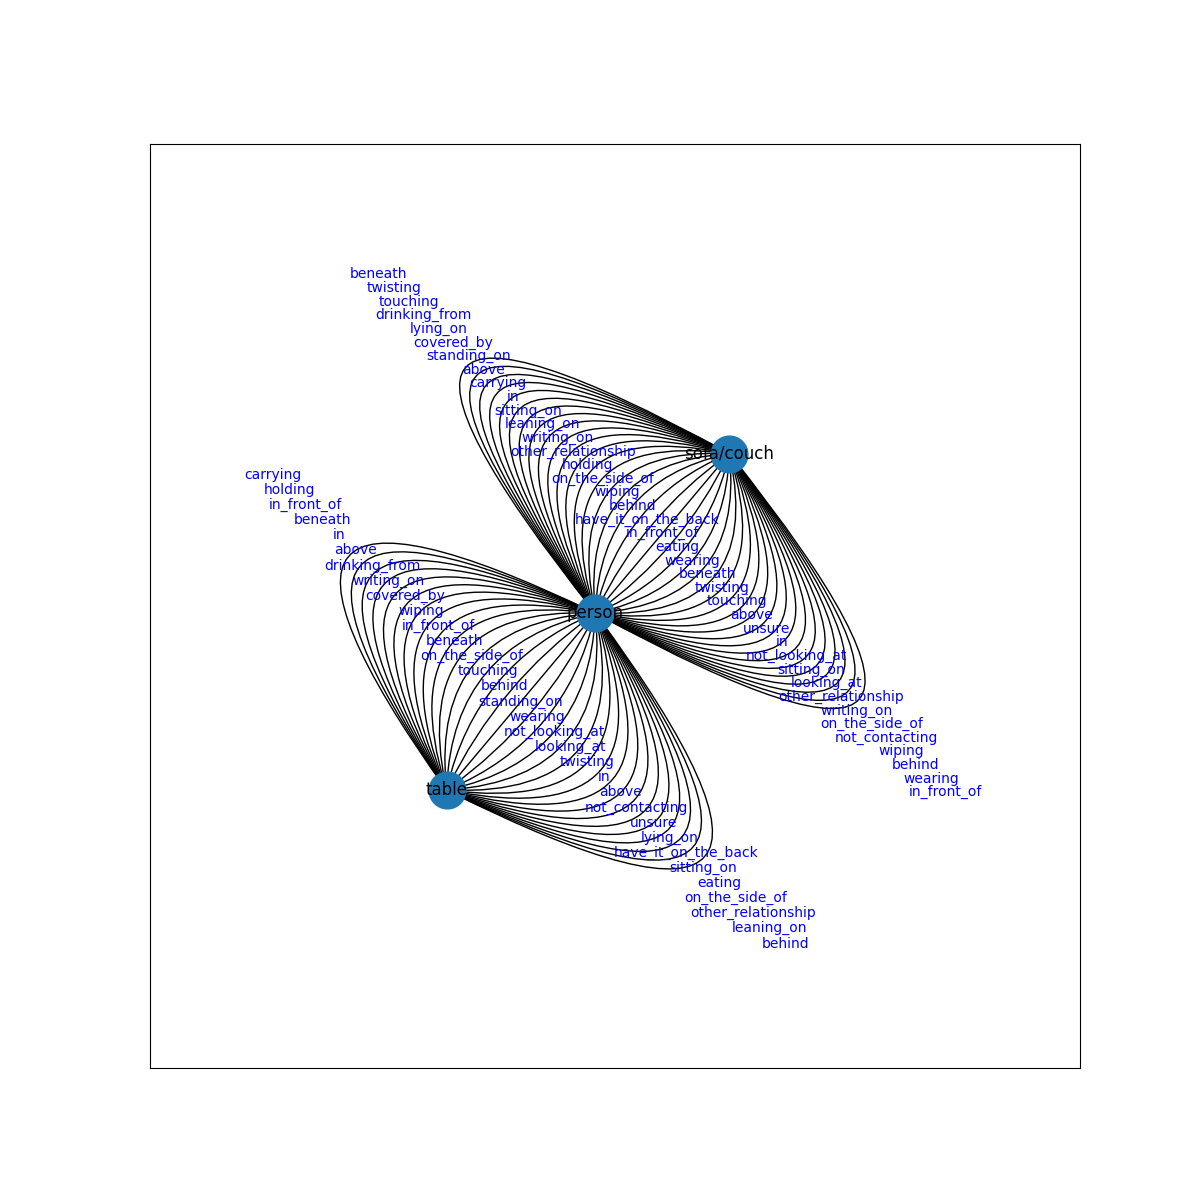 beneath
twisting
touching
drinking_from
lying_on
covered_by
standing_on
above
carrying
in
sitting_on
leaning_on
writing_on
other_relationship
holding
on_the_side_of
wiping
behind
have_it_on_the_back
in_front_of
eating
wearing
beneath
twisting
touching
above
unsure
in
not_looking_at
sitting_on
looking_at
other_relationship
writing_on
on_the_side_of
not_contacting
wiping
behind
wearing
in_front_of
sofa/couch
carrying
holding
in_front_of
beneath
in
above
drinking_from
writing_on
covered_by
wiping
in_front_of
beneath
on_the_side_of
touching
behind
standing_on
wearing
not_looking_at
looking_at
twisting
in
above
not_contacting
unsure
lying_on
have_it_on_the_back
sitting_on
eating
on_the_side_of
other_relationship
leaning_on
behind
person
table